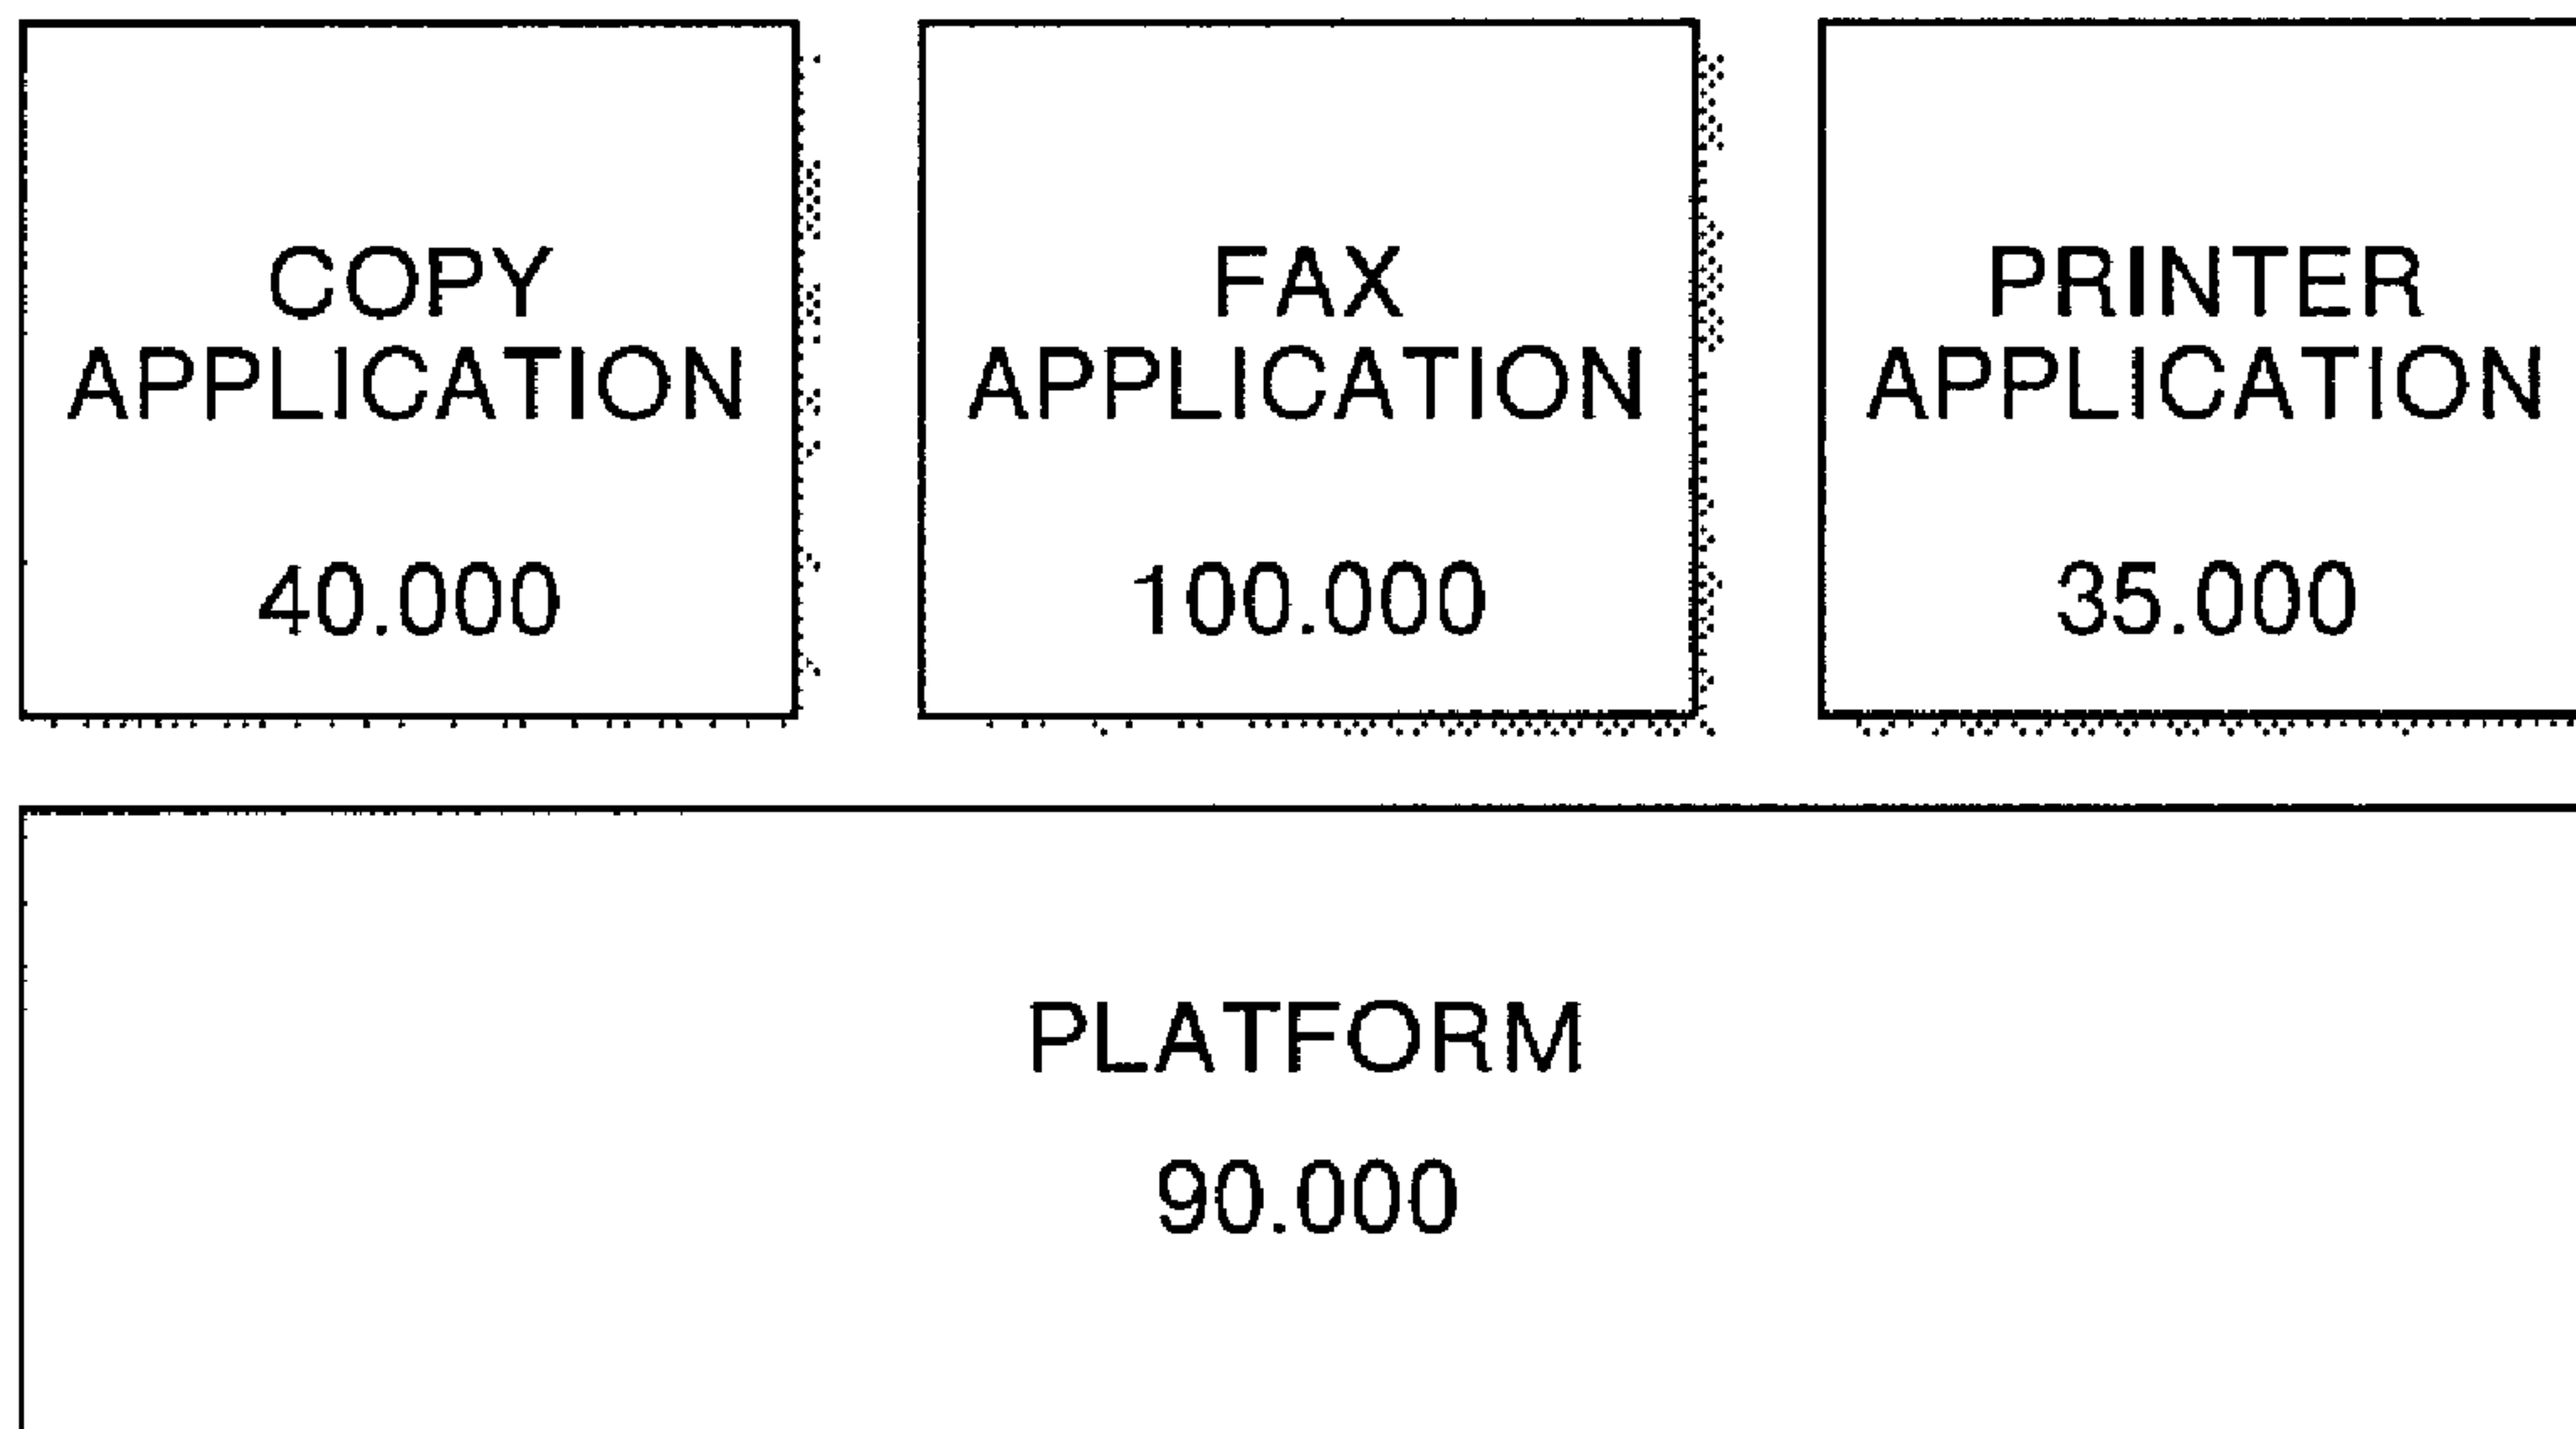 COPY
APPLICATION
40.000
FAX
APPLICATION
100.000
PRINTER
APPLICATION
35.000
PLATFORM
90.000